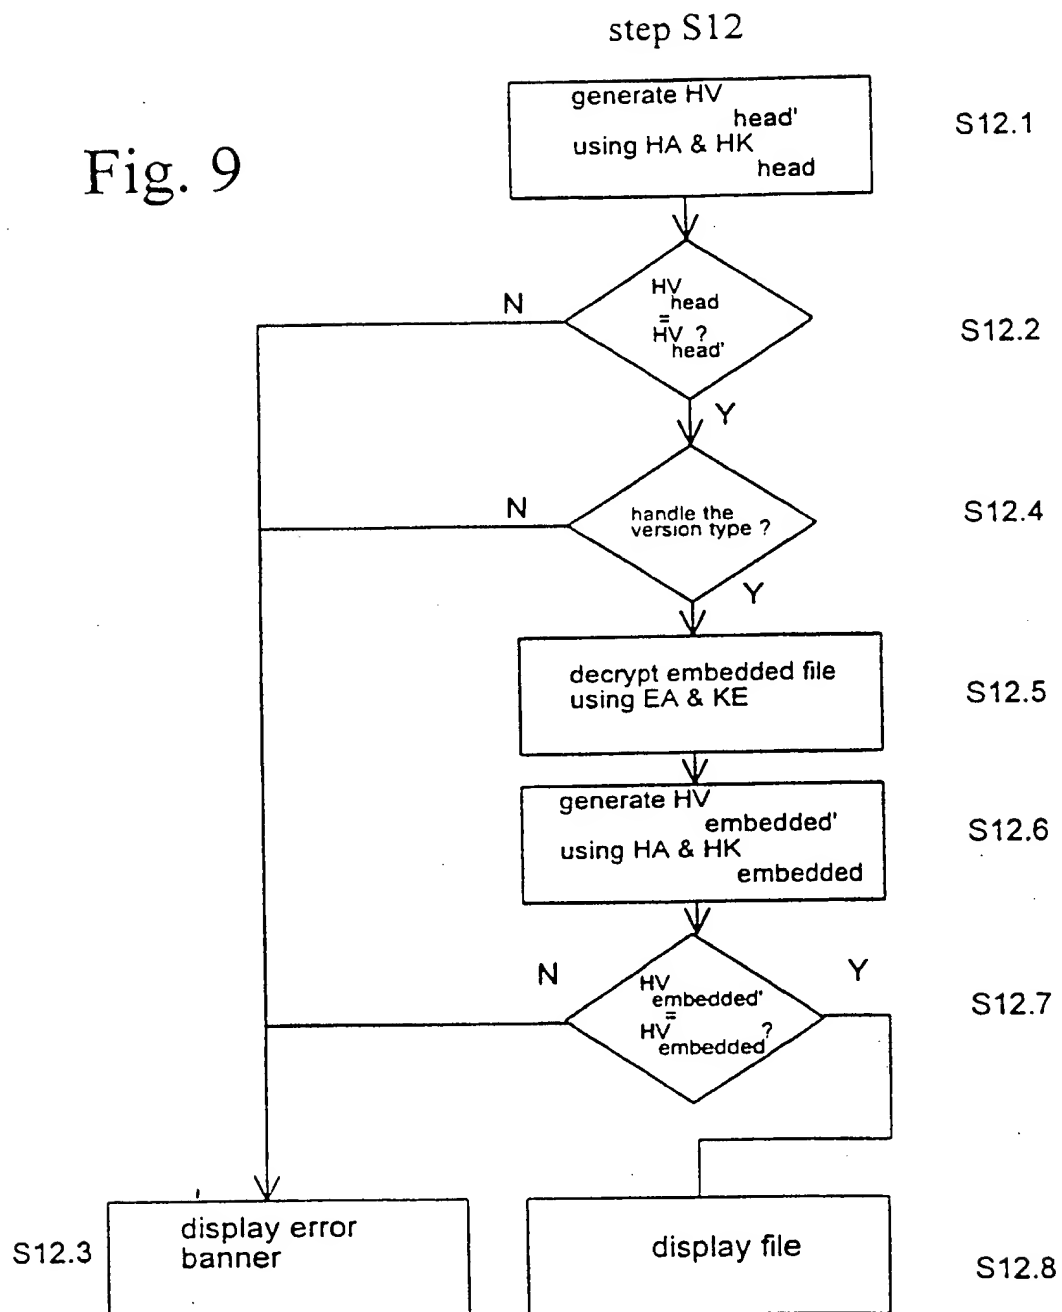 step S12
Fig. 9
generate HV
head'
using HA & HK
head
S12.1
N
HV
head
=
HV ?
head'
S12.2
Y
N
handle the
version type ?
S12.4
Y
decrypt embedded file
using EA & KE
S12.5
generate HV
embedded'
using HA & HK
embedded
S12.6
N
HV
embedded'
=
HV ?
embedded
Y
S12.7
S12.3
display error
banner
display file
S12.8